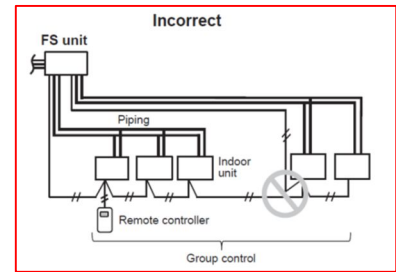 Incorrect
FS unit
Piping
Indoor
unit
Remote controller
Group control